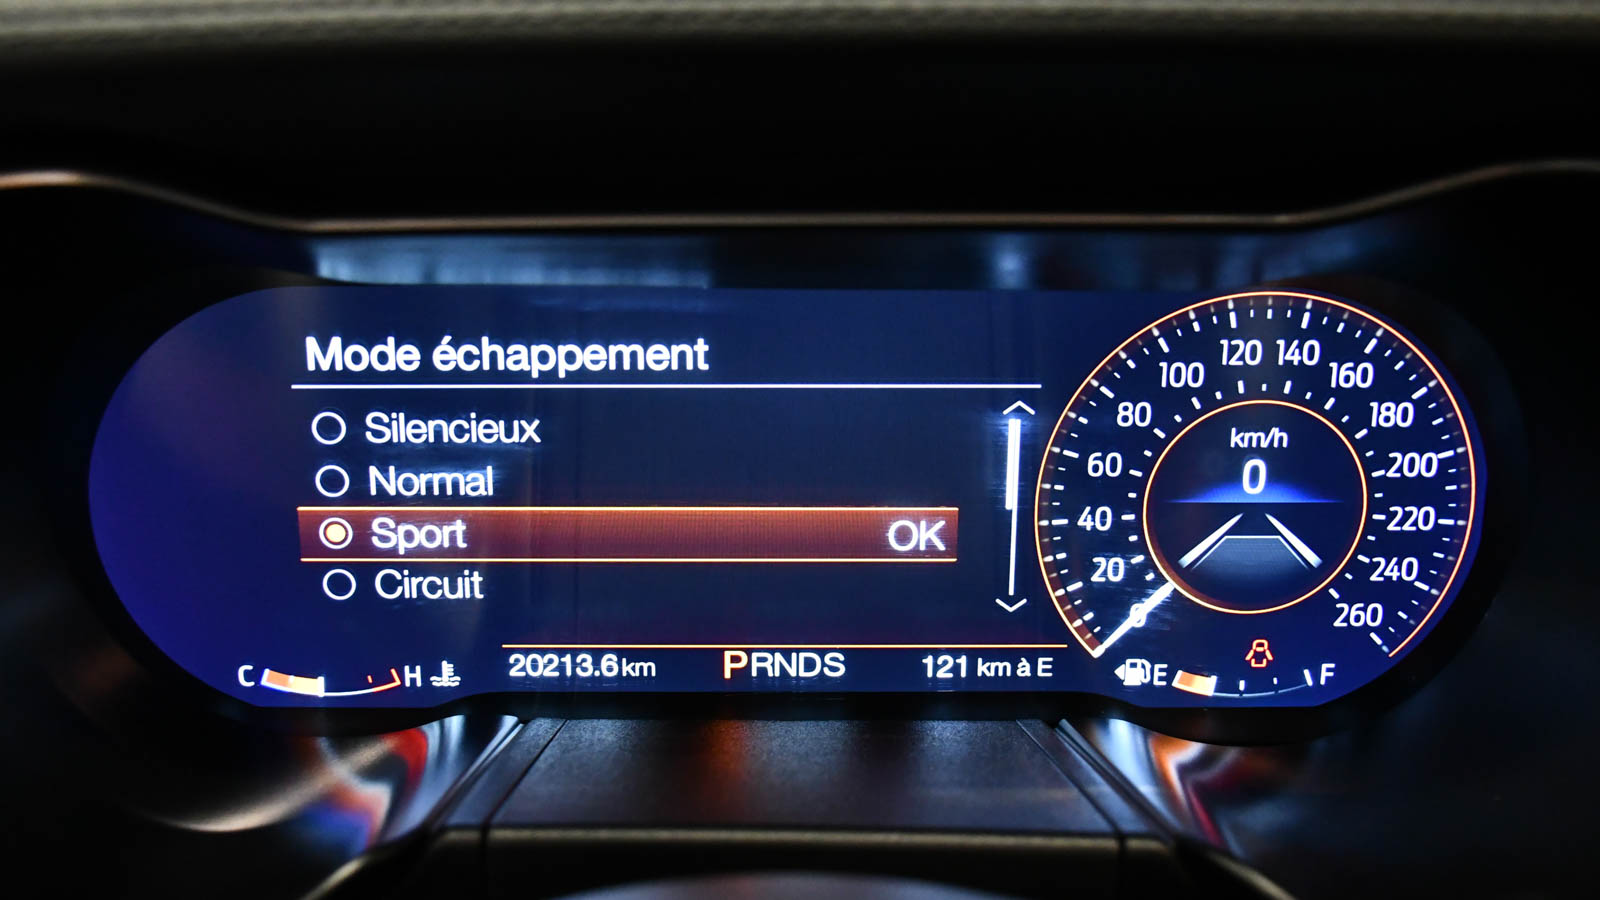 Mode échappement
Silencieux
Normal
Sport OK
Circuit
C H
20213.6 km PRNDS 121 km à E
km/h
0
0 20 40 60 80 100 120 140 160 180 200 220 240 260
E F